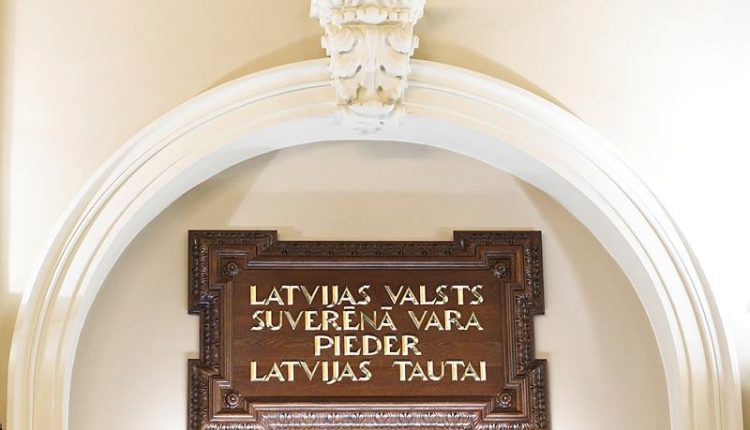 LATVIJAS VALSTS
SUVERĒNĀ VARA
PIEDER
LATVIJAS TAUTAI